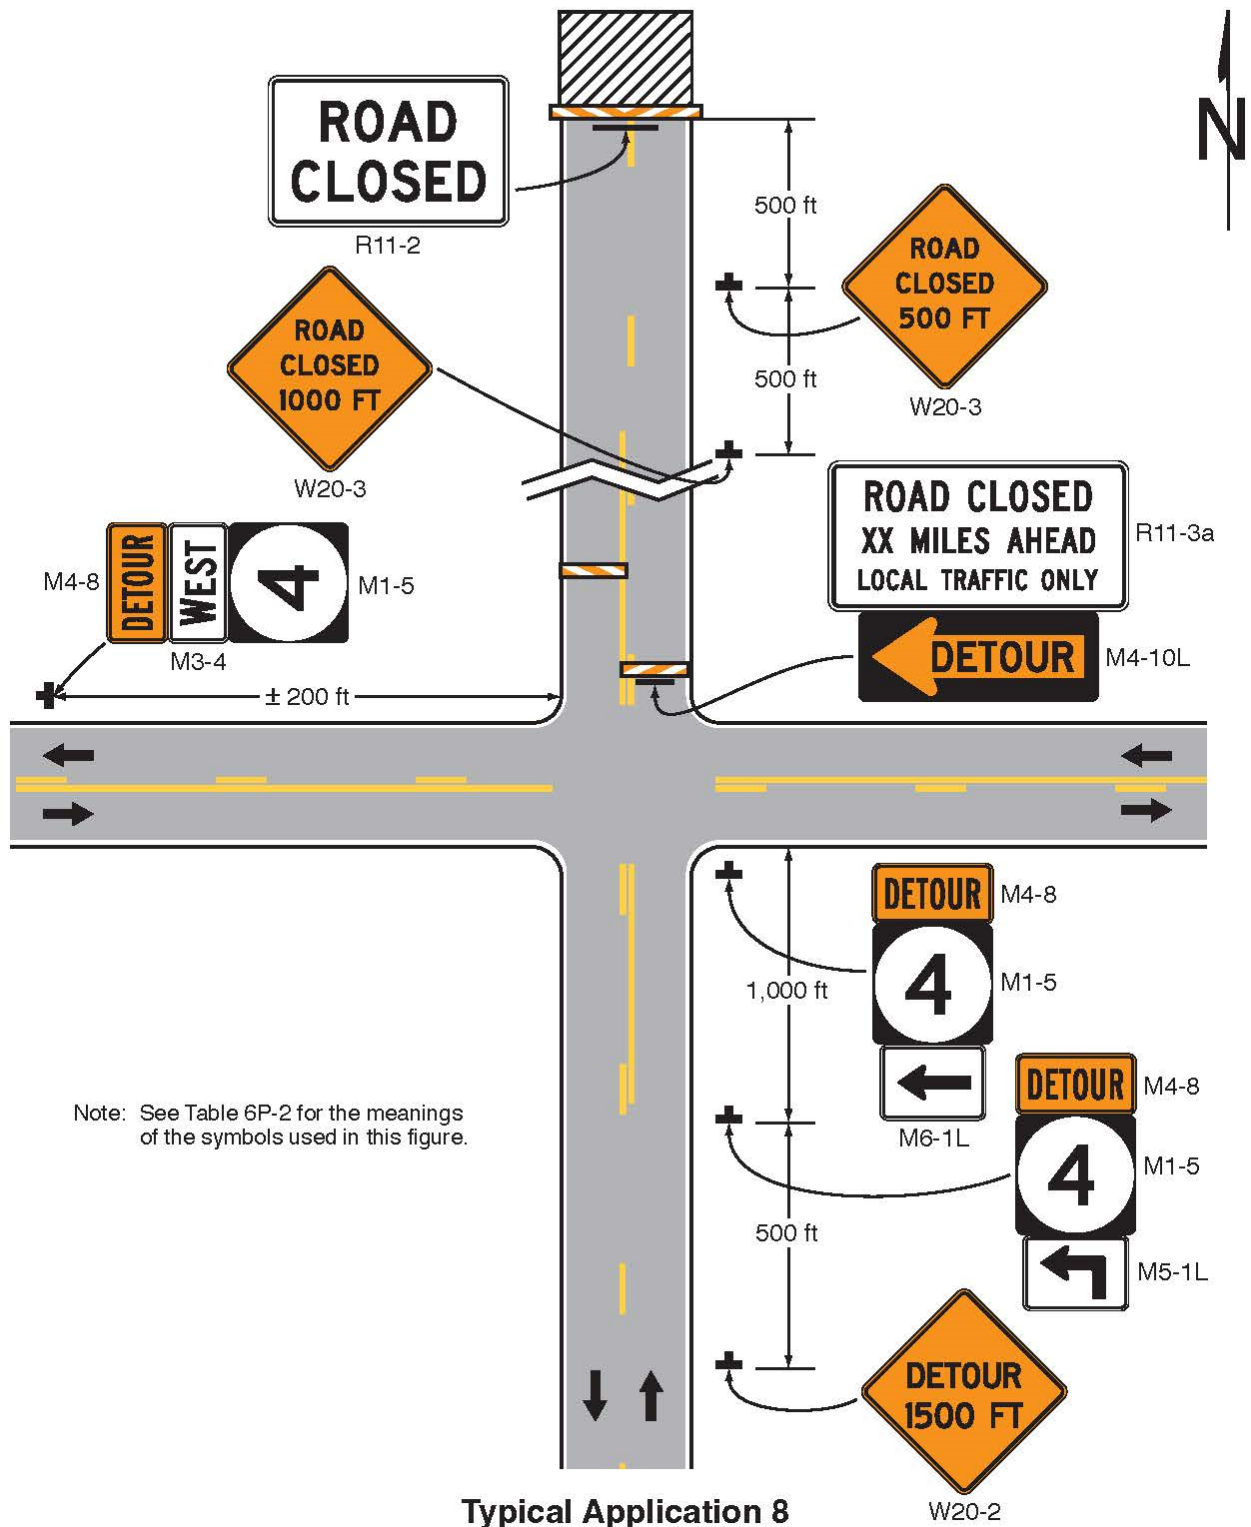 N
ROAD
CLOSED
R11-2
500 ft
ROAD
CLOSED
500 FT
W20-3
ROAD
CLOSED
1000 FT
W20-3
500 ft
ROAD CLOSED
XX MILES AHEAD
LOCAL TRAFFIC ONLY
R11-3a
DETOUR
M4-10L
M4-8
DETOUR
WEST
4
M1-5
M3-4
± 200 ft
DETOUR
M4-8
4
M1-5
M6-1L
1,000 ft
DETOUR
M4-8
4
M1-5
M5-1L
Note: See Table 6P-2 for the meanings
of the symbols used in this figure.
500 ft
DETOUR
1500 FT
W20-2
Typical Application 8